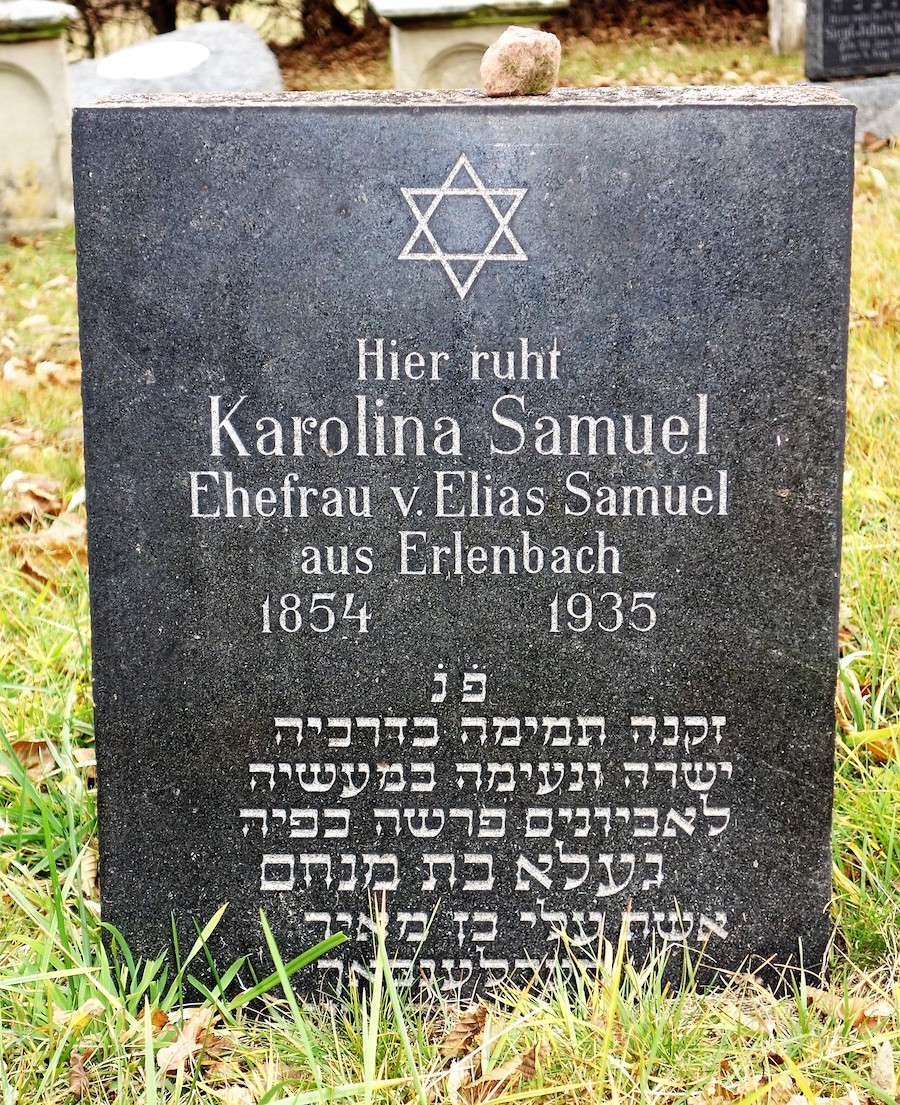 Hier ruht
Karolina Samuel
Ehefrau v. Elias Samuel
aus Erlenbach
1854 1935
פ̇ נ̇
זקנה תמימה בדרכיה
ישרה ונעימה במעשיה
לאביונים פרשה כפיה
געלא בת מנחם
אשת עלי בן מאיר